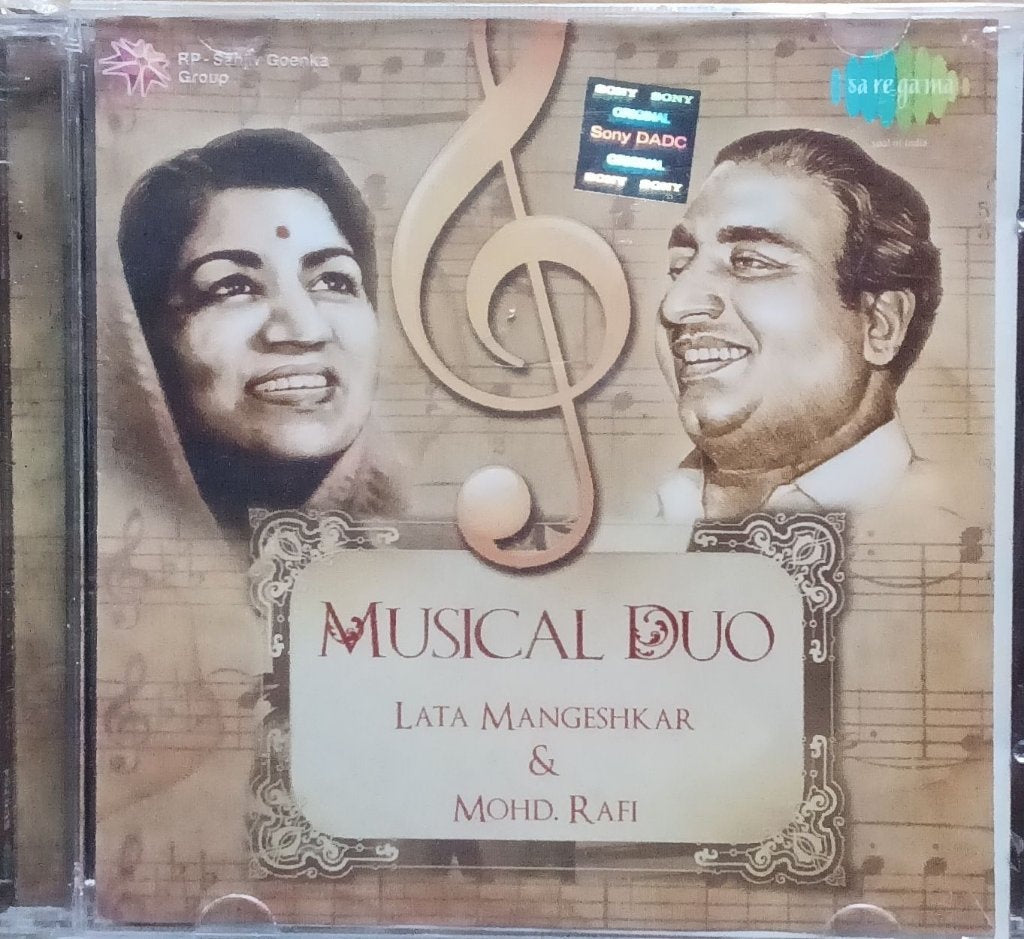 RP-Sanjiv Goenka
Group
SONY SONY
ORIGINAL
Sony DADC
ORIGINAL
SONY SONY
sa re ga ma
soul of india
MUSICAL DUO
LATA MANGESHKAR
&
MOHD. RAFI